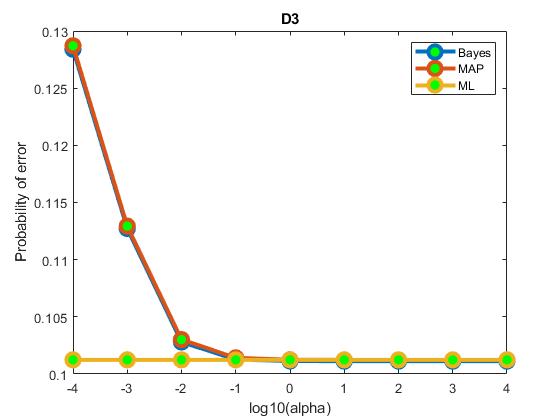 D3
Probability of error
0.13
0.125
0.12
0.115
0.11
0.105
0.1
-4 -3 -2 -1 0 1 2 3 4
log10(alpha)
Bayes
MAP
ML